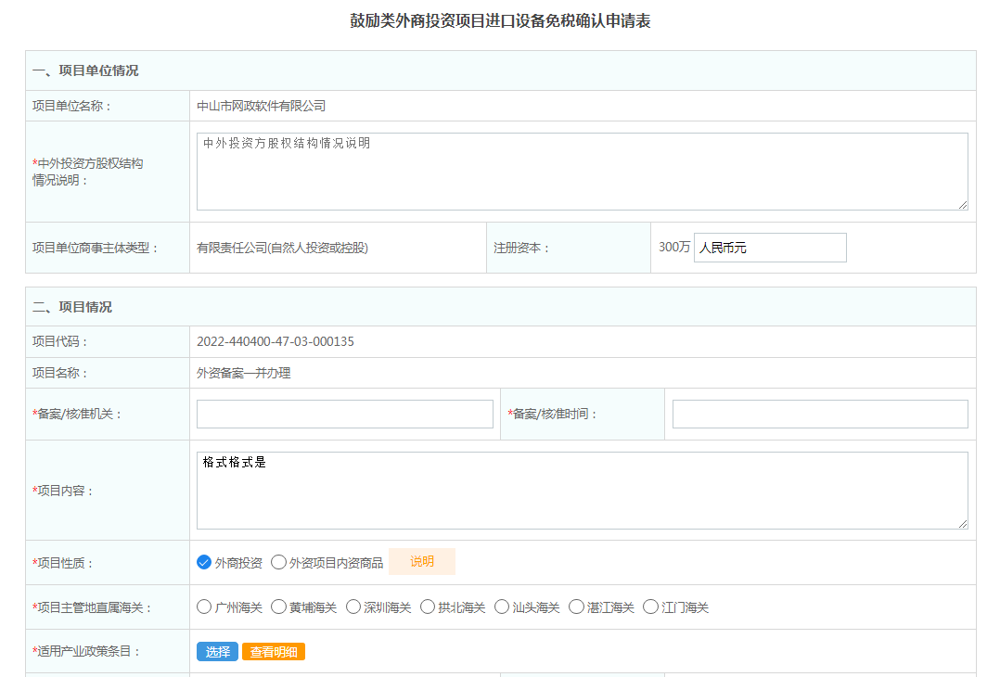 鼓励类外商投资项目进口设备免税确认申请表
一、项目单位情况
项目单位名称： 中山市网政软件有限公司
*中外投资方股权结构
情况说明：
中外投资方股权结构情况说明
项目单位商事主体类型： 有限责任公司(自然人投资或控股) 注册资本： 300万 人民币元
二、项目情况
项目代码： 2022-440400-47-03-000135
项目名称： 外资备案一并办理
*备案/核准机关： *备案/核准时间：
*项目内容： 格式格式是
*项目性质： 外商投资 外资项目内资商品 说明
*项目主管地直属海关： 广州海关 黄埔海关 深圳海关 拱北海关 汕头海关 湛江海关 江门海关
*适用产业政策条目： 选择 查看明细